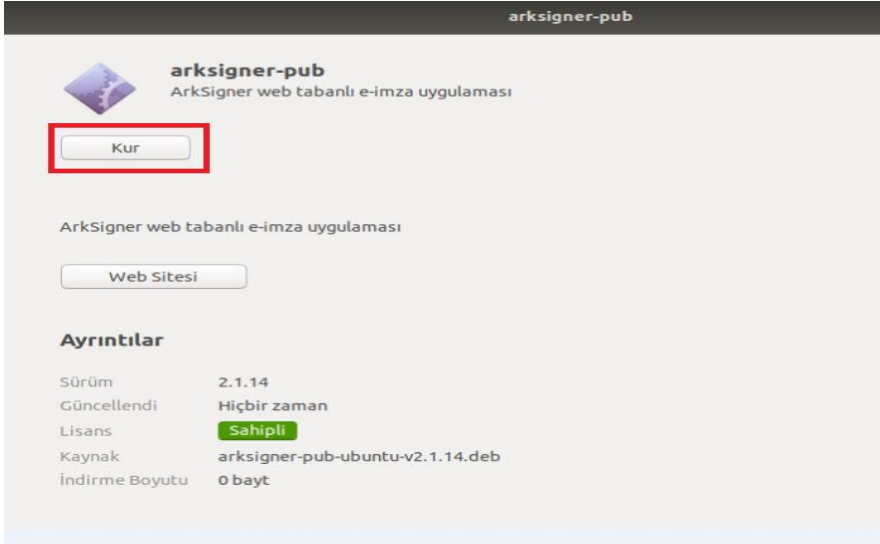 arksigner-pub
arksigner-pub
ArkSigner web tabanlı e-imza uygulaması
Kur
ArkSigner web tabanlı e-imza uygulaması
Web Sitesi
Ayrıntılar
Sürüm 2.1.14
Güncellendi Hiçbir zaman
Lisans Sahipli
Kaynak arksigner-pub-ubuntu-v2.1.14.deb
İndirme Boyutu 0 bayt